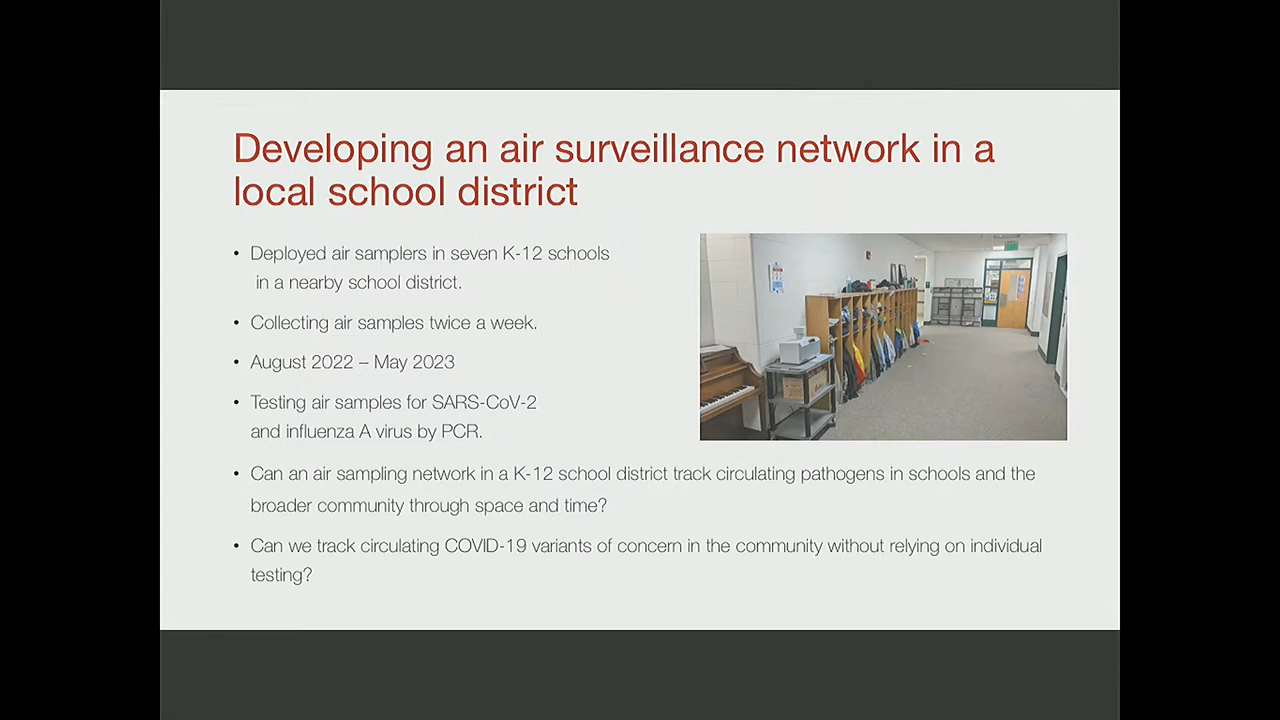 Developing an air surveillance network in a
local school district
• Deployed air samplers in seven K-12 schools
in a nearby school district.
• Collecting air samples twice a week.
• August 2022 – May 2023
• Testing air samples for SARS-CoV-2
and influenza A virus by PCR.
• Can an air sampling network in a K-12 school district track circulating pathogens in schools and the
broader community through space and time?
• Can we track circulating COVID-19 variants of concern in the community without relying on individual
testing?